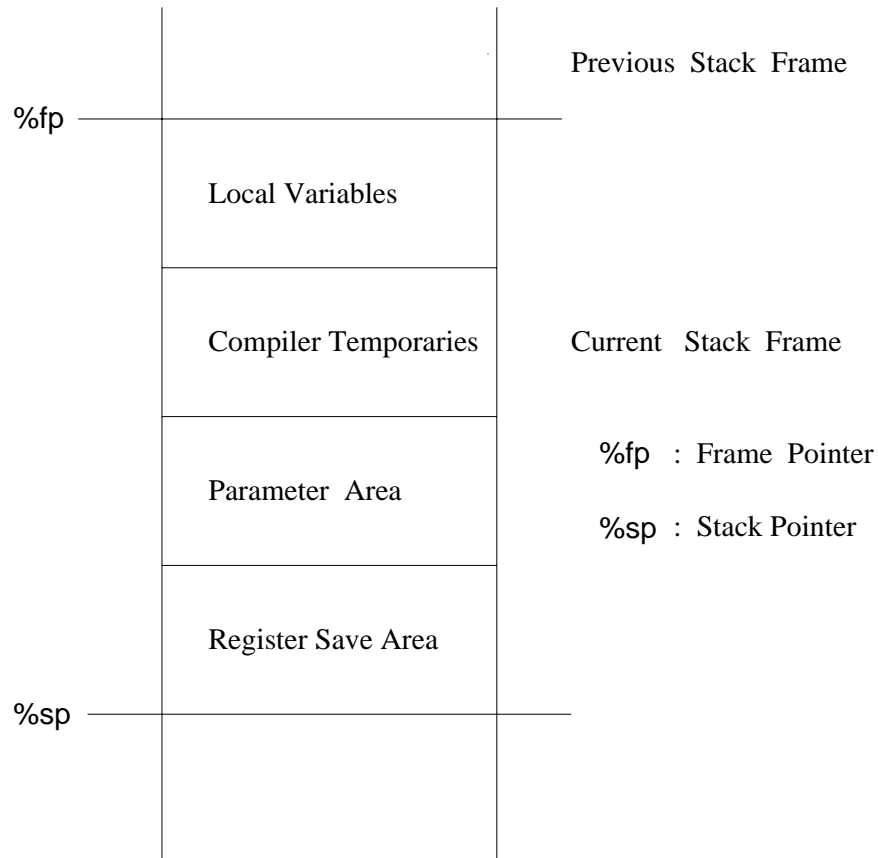 Previous Stack Frame
%fp
Local Variables
Compiler Temporaries
Current Stack Frame
%fp : Frame Pointer
Parameter Area
%sp : Stack Pointer
Register Save Area
%sp